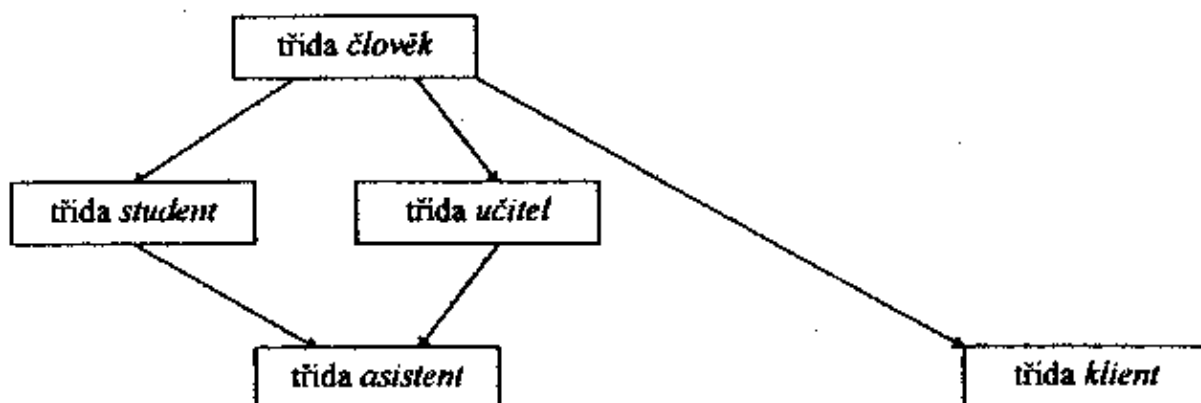 třída člověk
třída student
třída učitel
třída asistent
třída klient